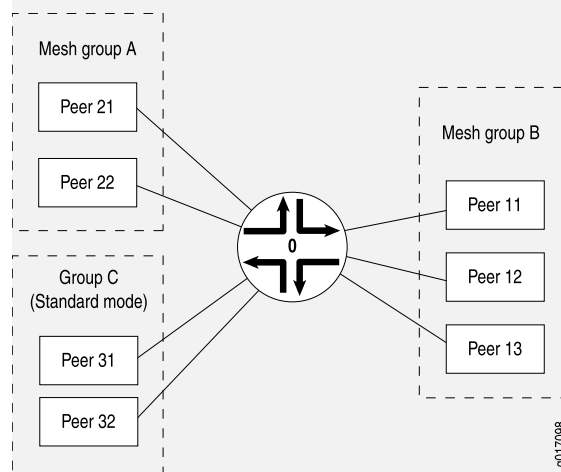 Mesh group A
Peer 21
Peer 22
Group C
(Standard mode)
Peer 31
Peer 32
0
Mesh group B
Peer 11
Peer 12
Peer 13
g017098